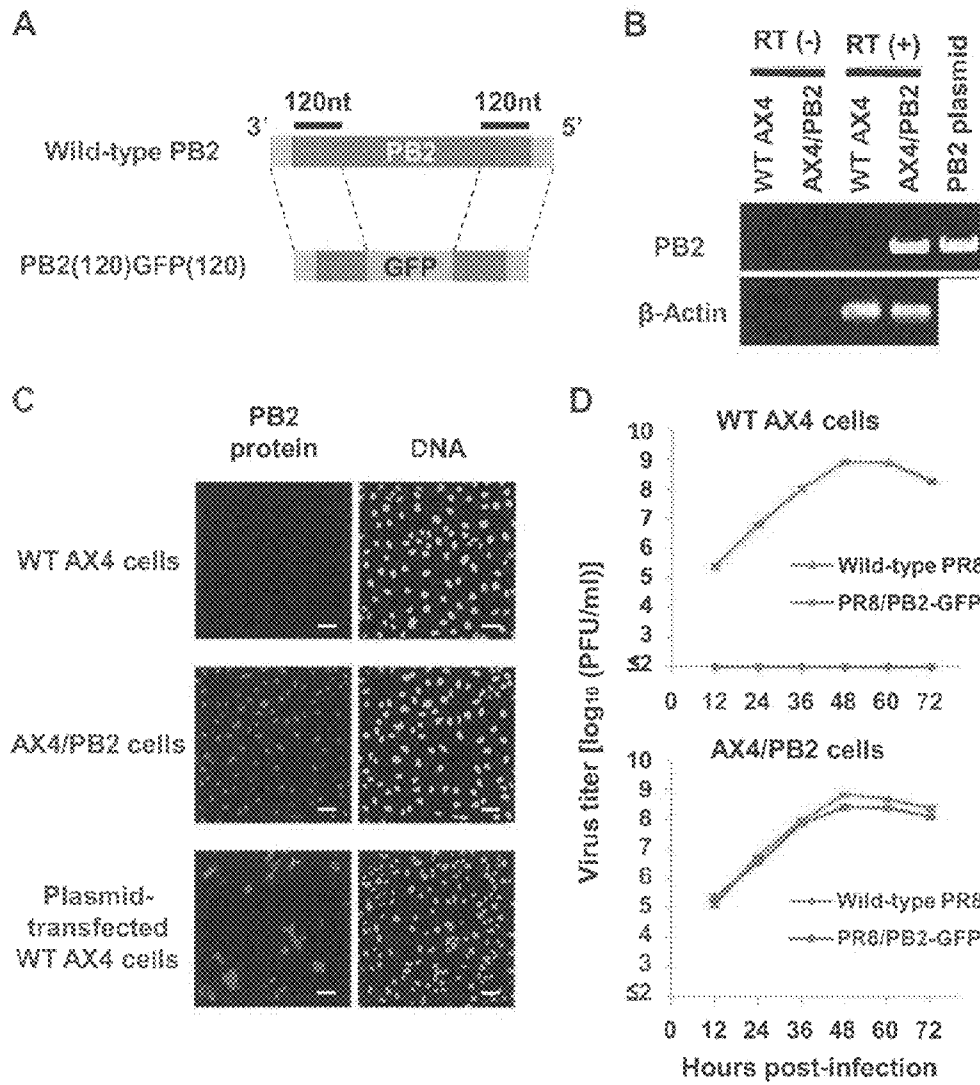 A
120nt 120nt
3' 5'
Wild-type PB2
PB2
PB2(120)GFP(120)
GFP
B
RT (-) RT (+)
WT AX4
AX4/PB2
WT AX4
AX4/PB2
PB2 plasmid
PB2
β-Actin
C
PB2
protein
DNA
WT AX4 cells
AX4/PB2 cells
Plasmid-
transfected
WT AX4 cells
D
Virus titer [log10 (PFU/ml)]
WT AX4 cells
10
9
8
7
6
5
4
3
≤2
Wild-type PR8
PR8/PB2-GFP
0 12 24 36 48 60 72
AX4/PB2 cells
10
9
8
7
6
5
4
3
≤2
Wild-type PR8
PR8/PB2-GFP
0 12 24 36 48 60 72
Hours post-infection